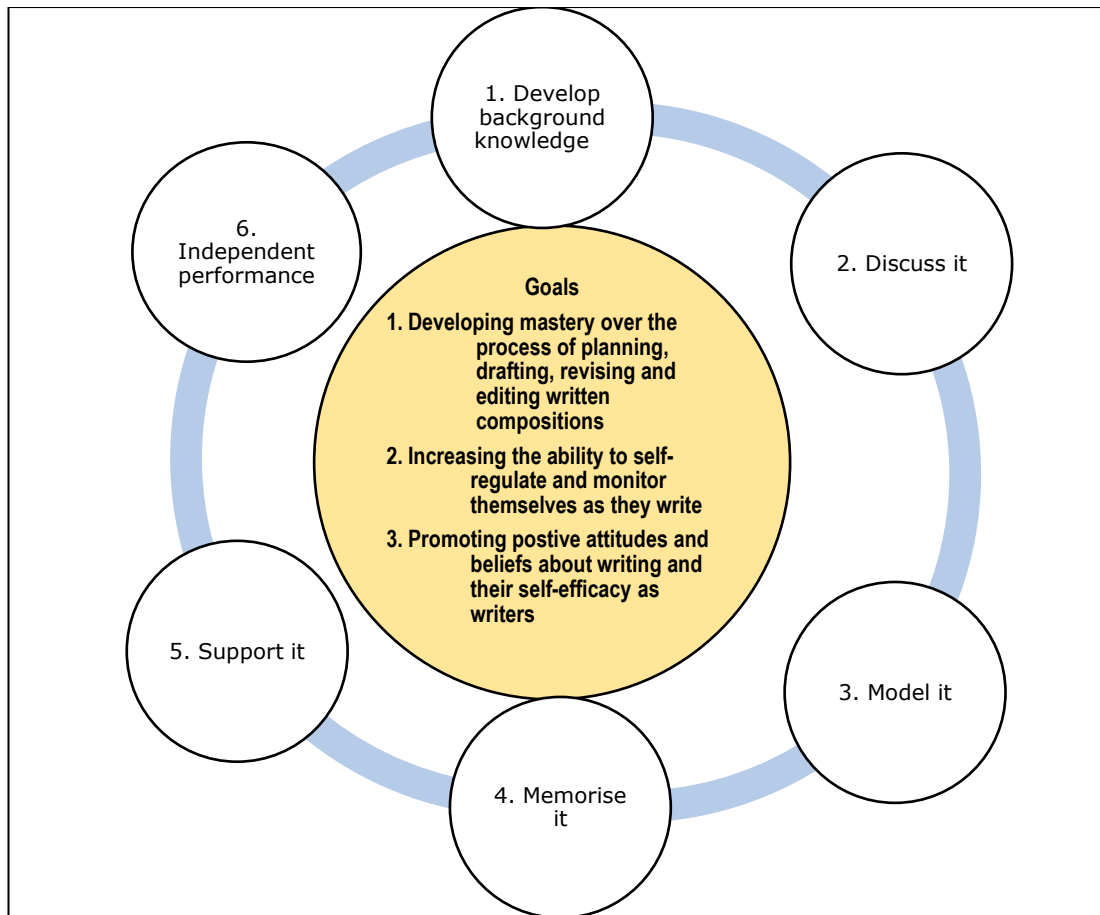 1. Develop
background
knowledge
2. Discuss it
3. Model it
4. Memorise
it
5. Support it
6.
Independent
performance
Goals
1. Developing mastery over the
process of planning,
drafting, revising and
editing written
compositions
2. Increasing the ability to self-
regulate and monitor
themselves as they write
3. Promoting postive attitudes and
beliefs about writing and
their self-efficacy as
writers